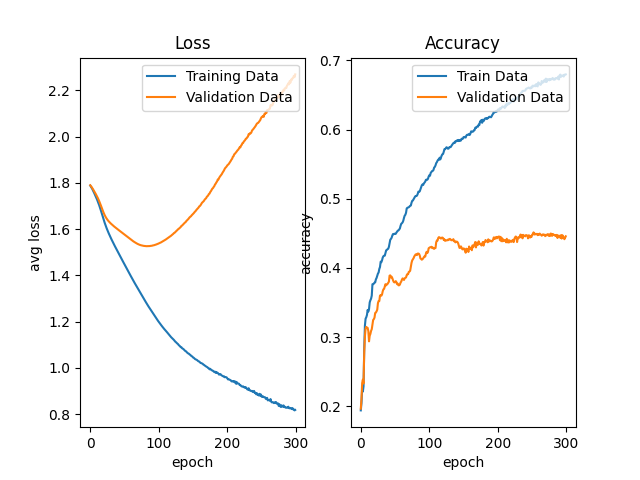 Loss
Training Data
Validation Data
2.2
2.0
1.8
1.6
1.4
1.2
1.0
0.8
avg loss
0
100
200
300
epoch
Accuracy
Train Data
Validation Data
0.7
0.6
0.5
0.4
0.3
0.2
accuracy
0
100
200
300
epoch